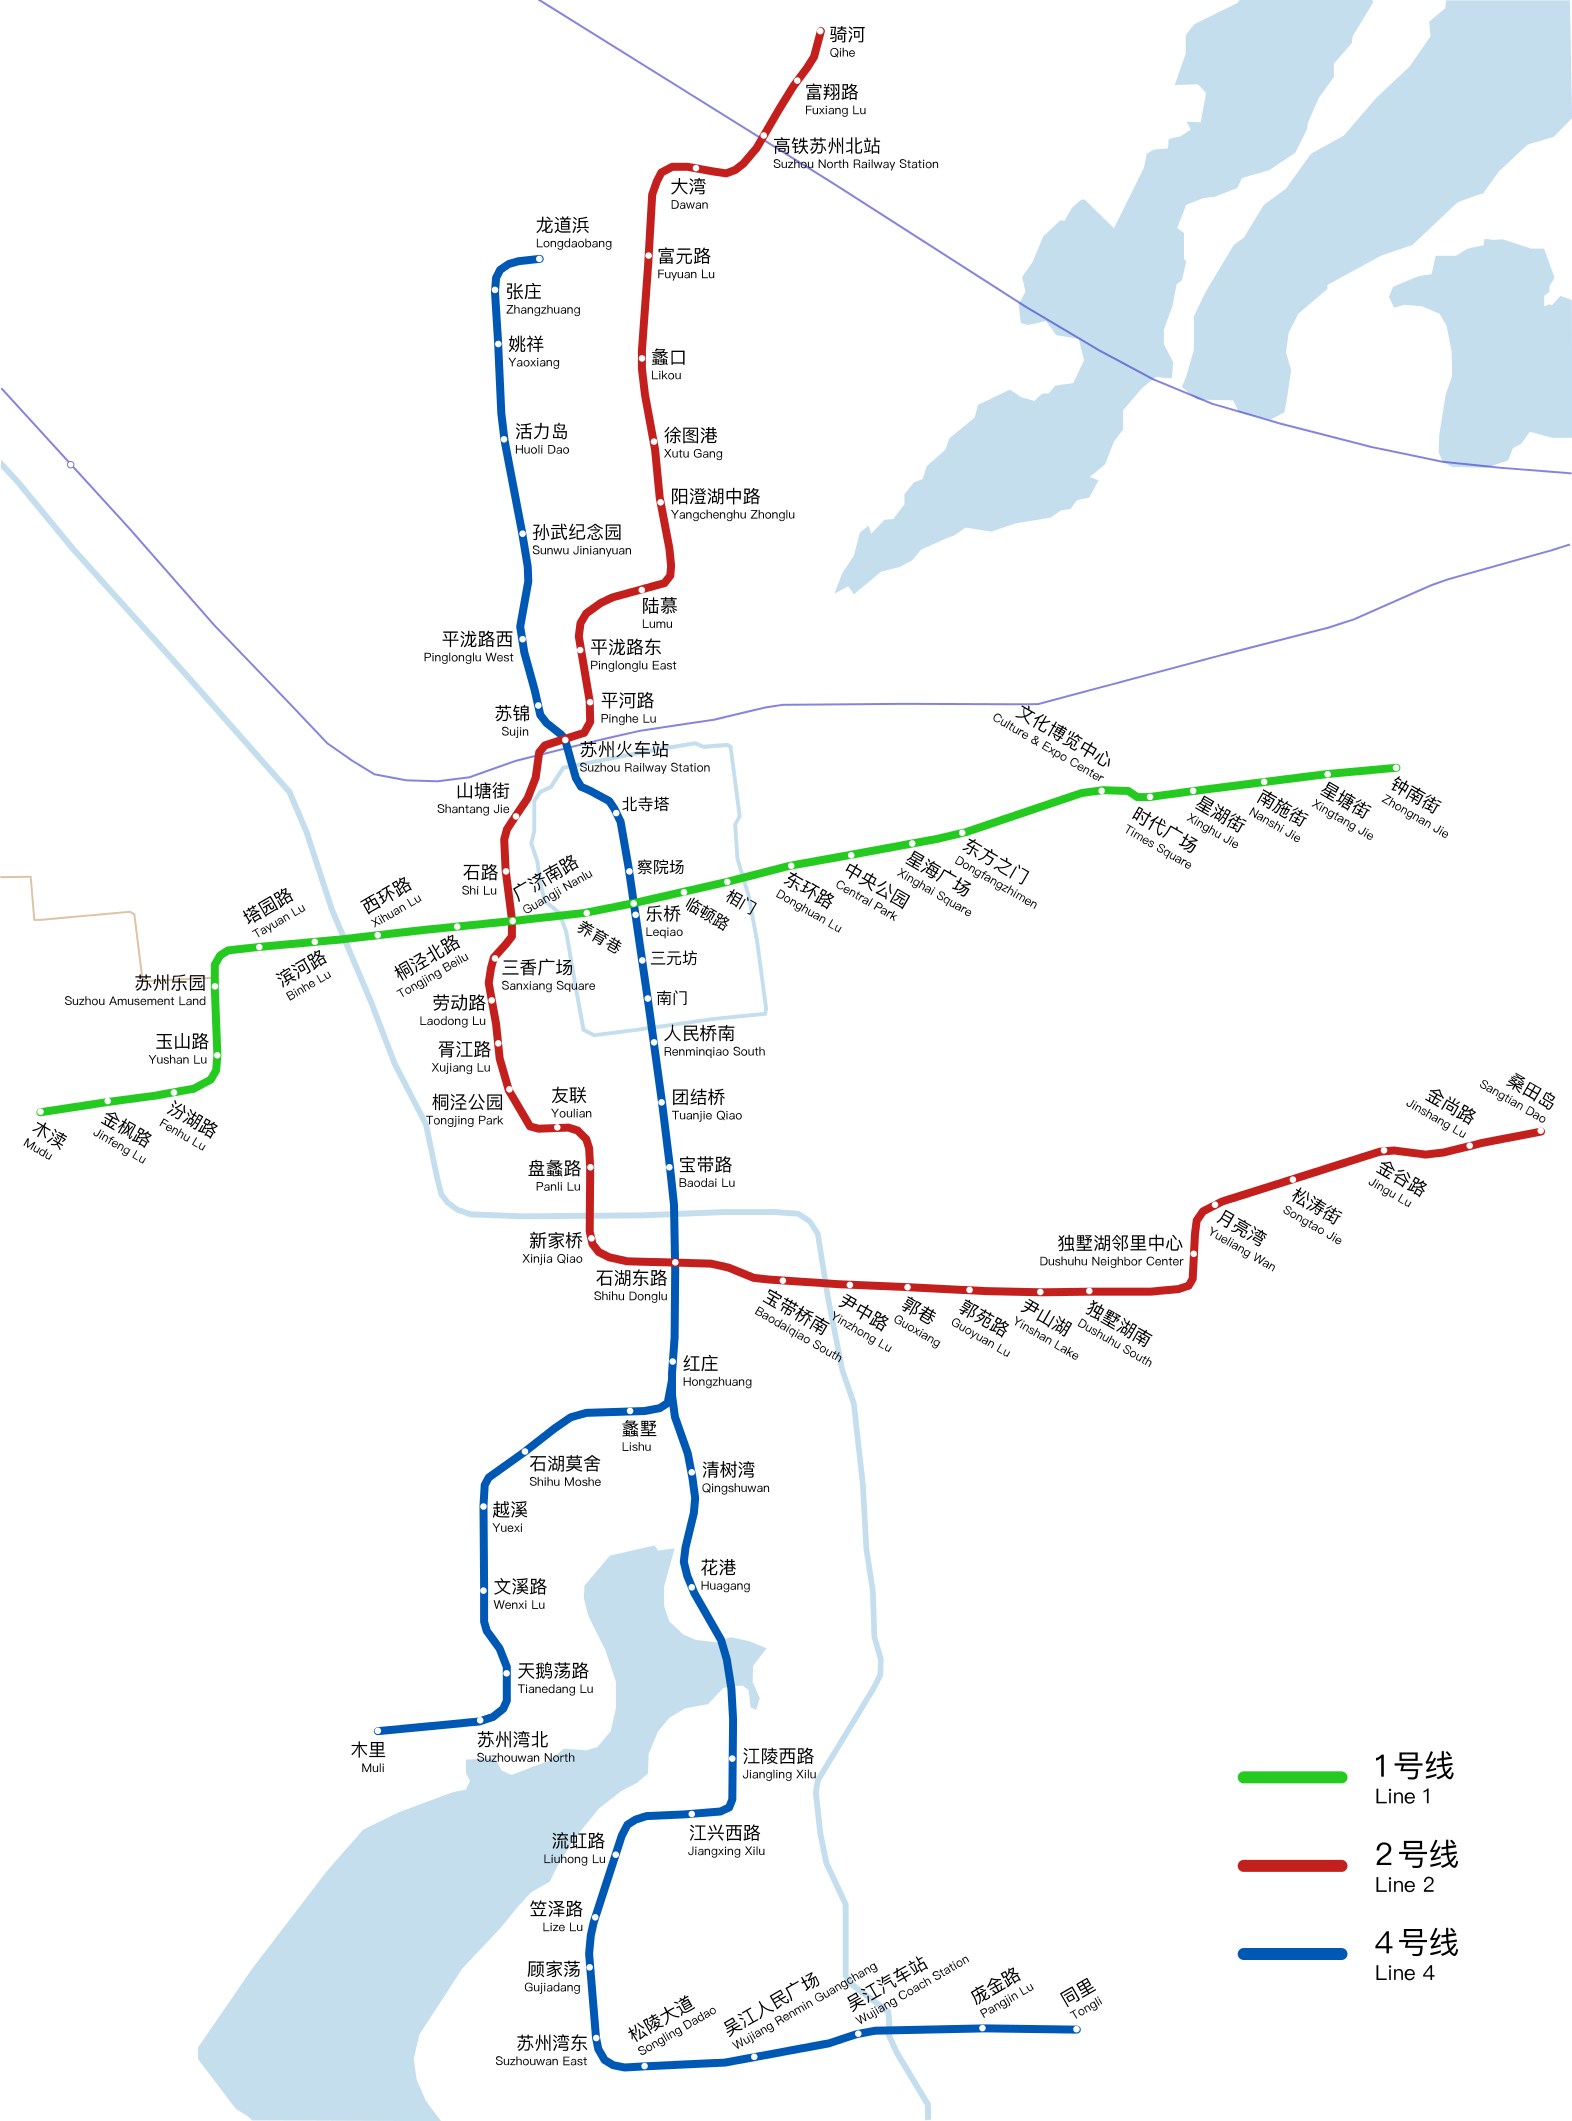 骑河
Qihe
富翔路
Fuxiang Lu
高铁苏州北站
Suzhou North Railway Station
大湾
Dawan
龙道浜
Longdaobang
富元路
Fuyuan Lu
张庄
Zhangzhuang
姚祥
Yaoxiang
蠡口
Likou
活力岛
Huoli Dao
徐图港
Xutu Gang
阳澄湖中路
Yangchenghu Zhonglu
孙武纪念园
Sunwu Jinianyuan
陆慕
Lumu
平泷路西
Pinglonglu West
平泷路东
Pinglonglu East
平河路
Pinghe Lu
苏锦
Sujin
苏州火车站
Suzhou Railway Station
文化博览中心
Culture & Expo Center
山塘街
Shantang Jie
北寺塔
时代广场
Times Square
星湖街
Xinghu Jie
南施街
Nanshi Jie
星塘街
Xingtang Jie
钟南街
Zhongnan Jie
石路
Shi Lu
广济南路
Guangji Nanlu
察院场
东环路
Donghuan Lu
中央公园
Central Park
星海广场
Xinghai Square
东方之门
Dongfangzhimen
塔园路
Tayuan Lu
西环路
Xihuan Lu
乐桥
Leqiao
临顿路
相门
养育巷
滨河路
Binhe Lu
桐泾北路
Tongjing Beilu
三元坊
三香广场
Sanxiang Square
苏州乐园
Suzhou Amusement Land
劳动路
Laodong Lu
南门
玉山路
Yushan Lu
胥江路
Xujiang Lu
人民桥南
Renminqiao South
木渎
Mudu
金枫路
Jinfeng Lu
汾湖路
Fenhu Lu
桐泾公园
Tongjing Park
友联
Youlian
团结桥
Tuanjie Qiao
金尚路
Jinshang Lu
桑田岛
Sangtian Dao
盘蠡路
Panli Lu
宝带路
Baodai Lu
金谷路
Jingu Lu
松涛街
Songtao Jie
月亮湾
Yueliang Wan
新家桥
Xinjia Qiao
独墅湖邻里中心
Dushuhu Neighbor Center
石湖东路
Shihu Donglu
宝带桥南
Baodaiqiao South
尹中路
Yinzhong Lu
郭巷
Guoxiang
郭苑路
Guoyuan Lu
尹山湖
Yinshan Lake
独墅湖南
Dushuhu South
红庄
Hongzhuang
蠡墅
Lishu
石湖莫舍
Shihu Moshe
清树湾
Qingshuwan
越溪
Yuexi
文溪路
Wenxi Lu
花港
Huagang
天鹅荡路
Tianedang Lu
苏州湾北
Suzhouwan North
木里
Muli
江陵西路
Jiangling Xilu
江兴西路
Jiangxing Xilu
流虹路
Liuhong Lu
笠泽路
Lize Lu
顾家荡
Gujiadang
苏州湾东
Suzhouwan East
松陵大道
Songling Dadao
吴江人民广场
Wujiang Renmin Guangchang
吴江汽车站
Wujiang Coach Station
庞金路
Pangjin Lu
同里
Tongli
1号线
Line 1
2号线
Line 2
4号线
Line 4